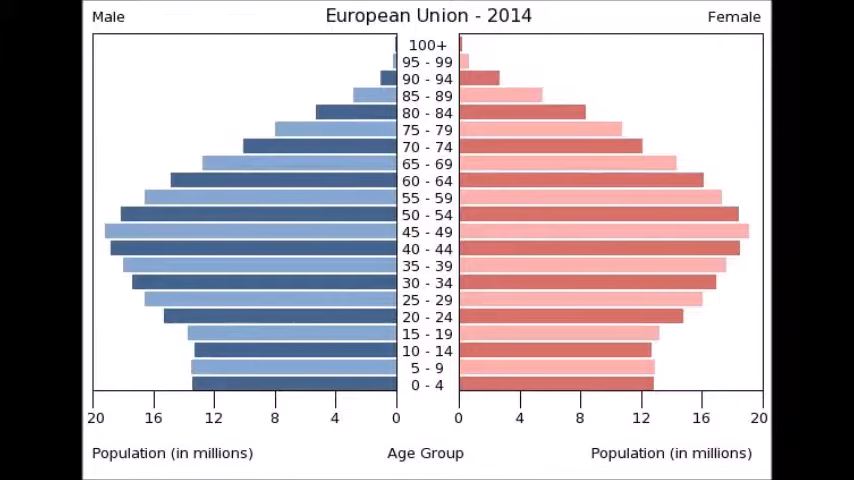 Male European Union - 2014 Female
100+
95 - 99
90 - 94
85 - 89
80 - 84
75 - 79
70 - 74
65 - 69
60 - 64
55 - 59
50 - 54
45 - 49
40 - 44
35 - 39
30 - 34
25 - 29
20 - 24
15 - 19
10 - 14
5 - 9
0 - 4
20 16 12 8 4 0 0 4 8 12 16 20
Population (in millions) Age Group Population (in millions)